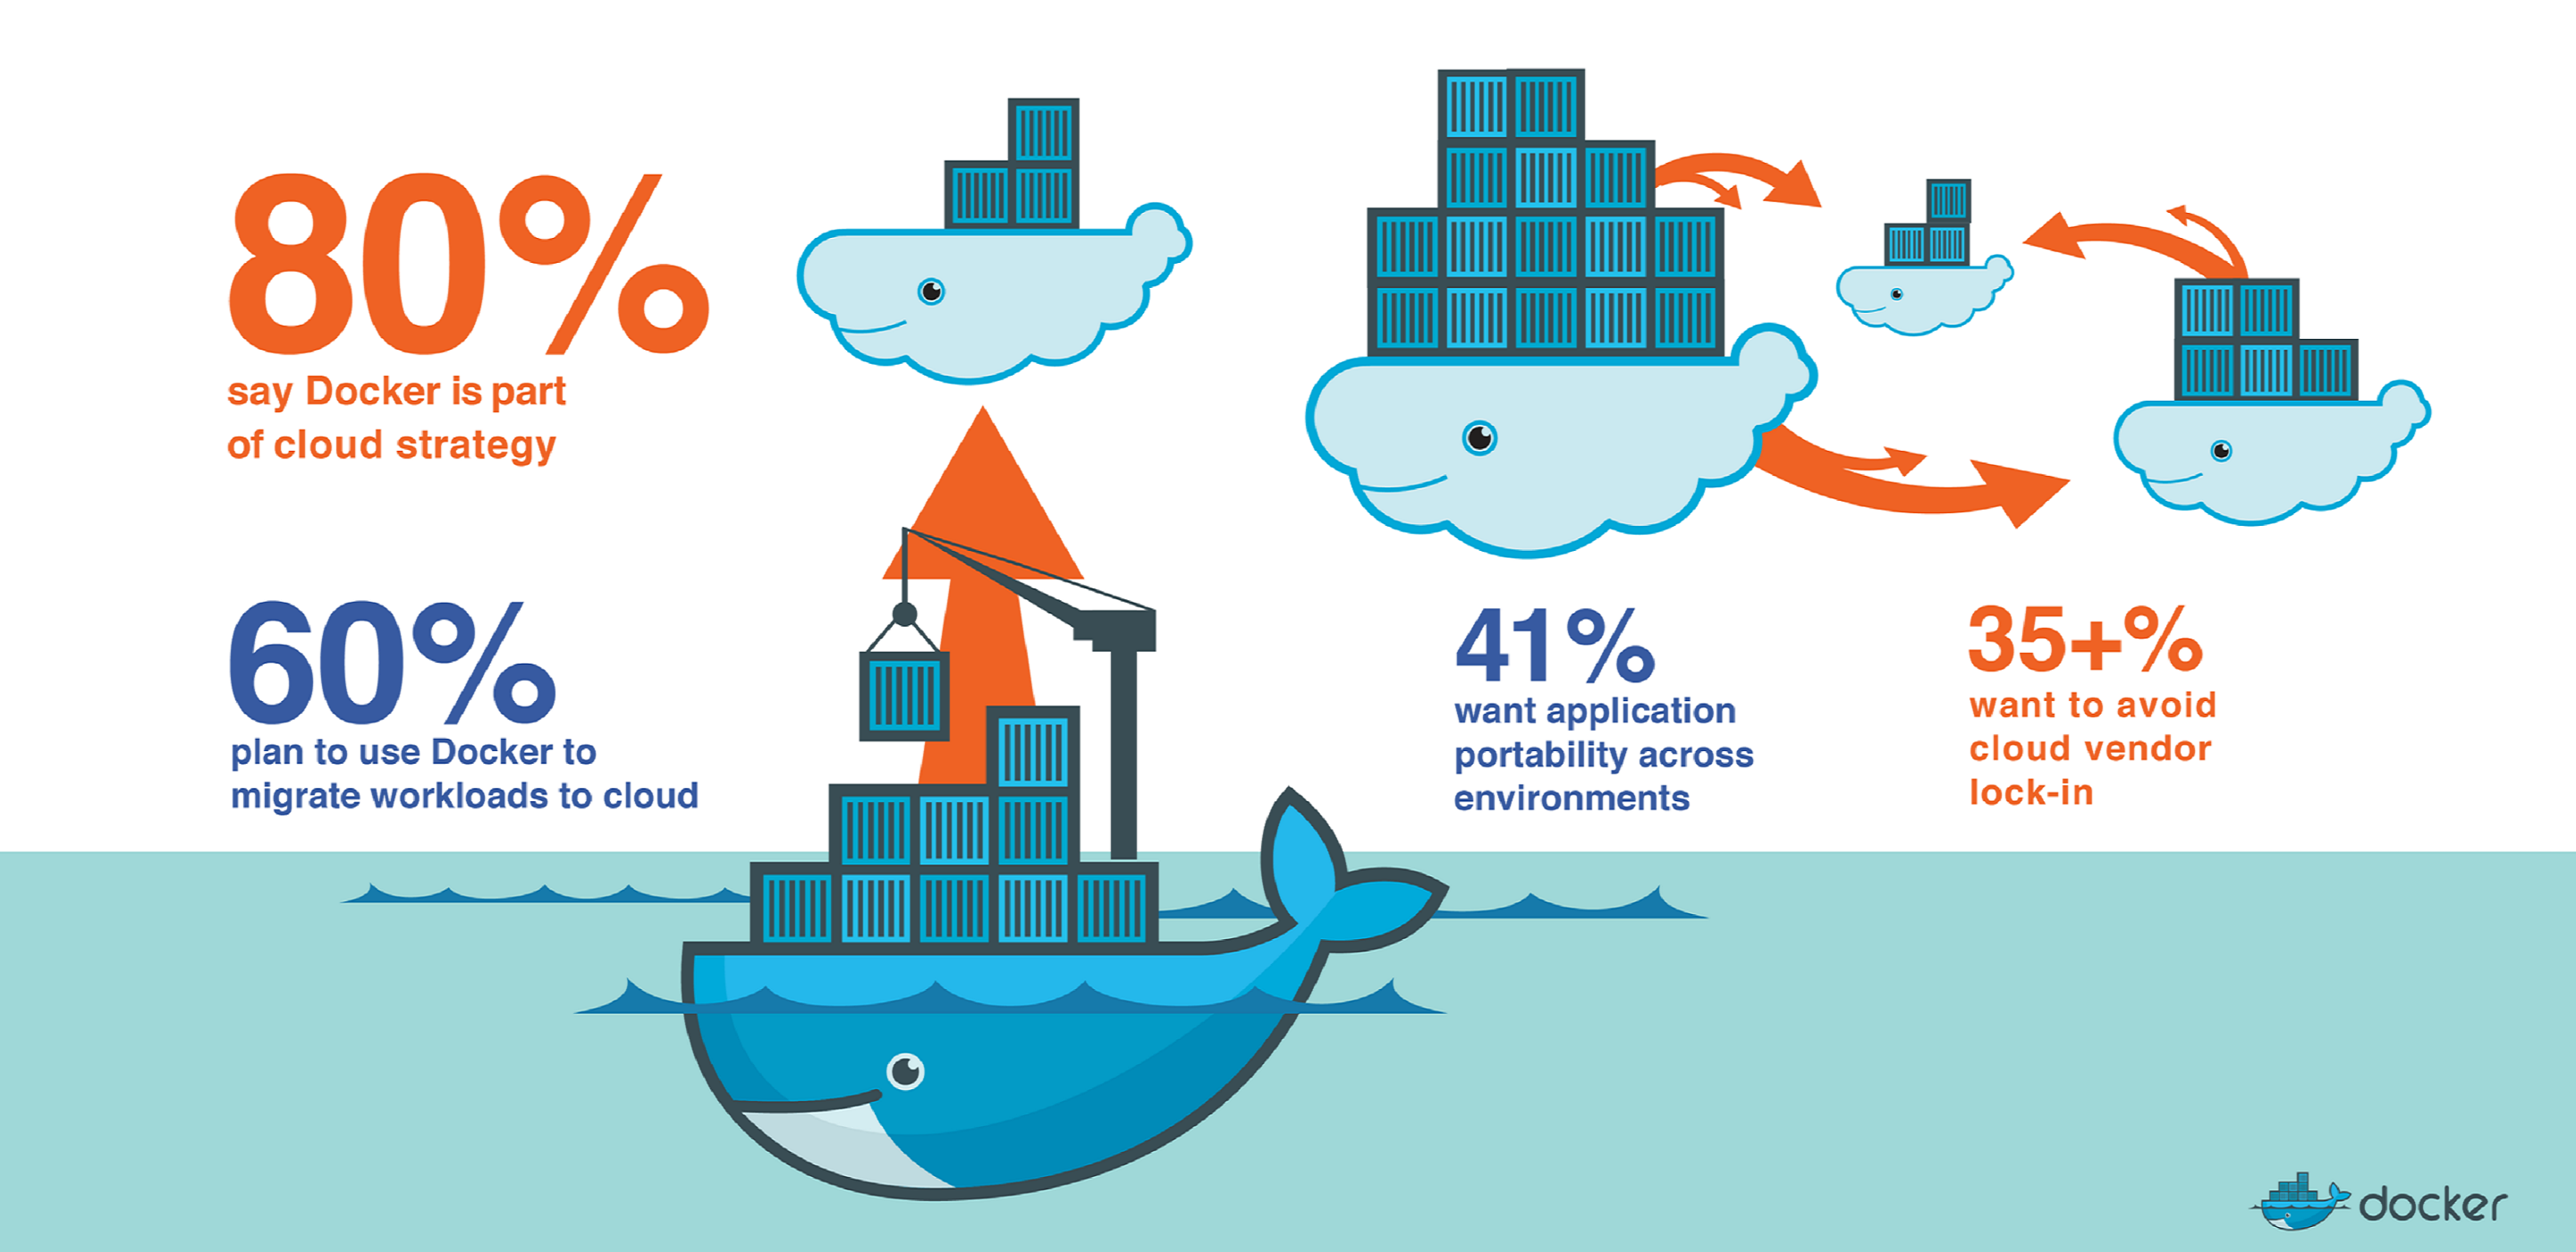 80%
say Docker is part
of cloud strategy
60%
plan to use Docker to
migrate workloads to cloud
41%
want application
portability across
environments
35+%
want to avoid
cloud vendor
lock-in
docker